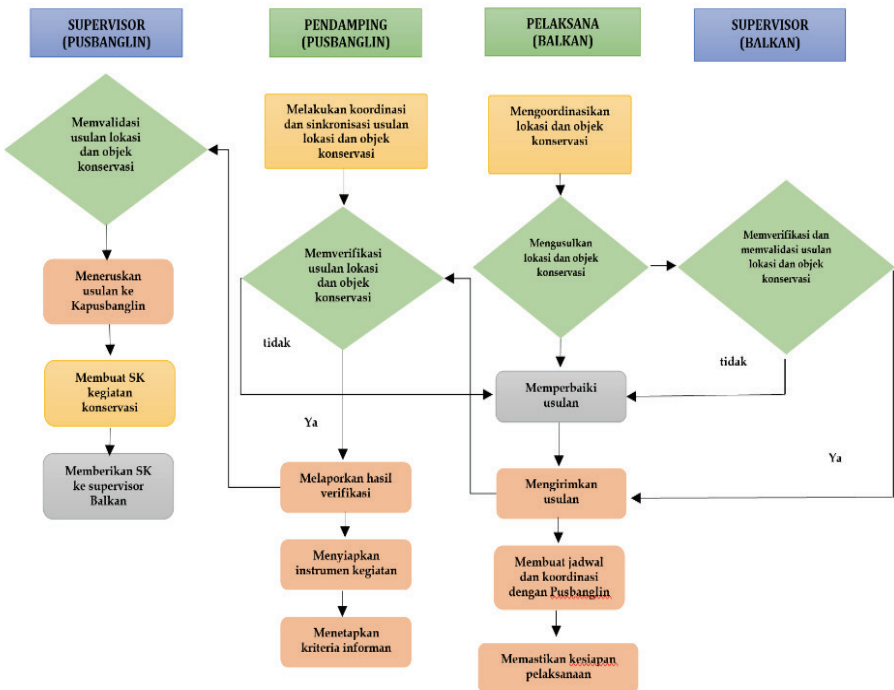 SUPERVISOR
(PUSBANGLIN)
PENDAMPING
(PUSBANGLIN)
PELAKSANA
(BALKAN)
SUPERVISOR
(BALKAN)
Memvalidasi
usulan lokasi
dan objek
konservasi
Meneruskan
usulan ke
Kapusbanglin
Membuat SK
kegiatan
konservasi
Memberikan SK
ke supervisor
Balkan
Melakukan koordinasi
dan sinkronisasi usulan
lokasi dan objek
konservasi
Memverifikasi
usulan lokasi
dan objek
konservasi
tidak
Ya
Melaporkan hasil
verifikasi
Menyiapkan
instrumen kegiatan
Menetapkan
kriteria informan
Mengoordinasikan
lokasi dan objek
konservasi
Mengusulkan
lokasi dan objek
konservasi
Memperbaiki
usulan
Mengirimkan
usulan
Membuat jadwal
dan koordinasi
dengan Pusbanglin
Memastikan kesiapan
pelaksanaan
Memverifikasi dan
memvalidasi usulan
lokasi dan objek
konservasi
tidak
Ya